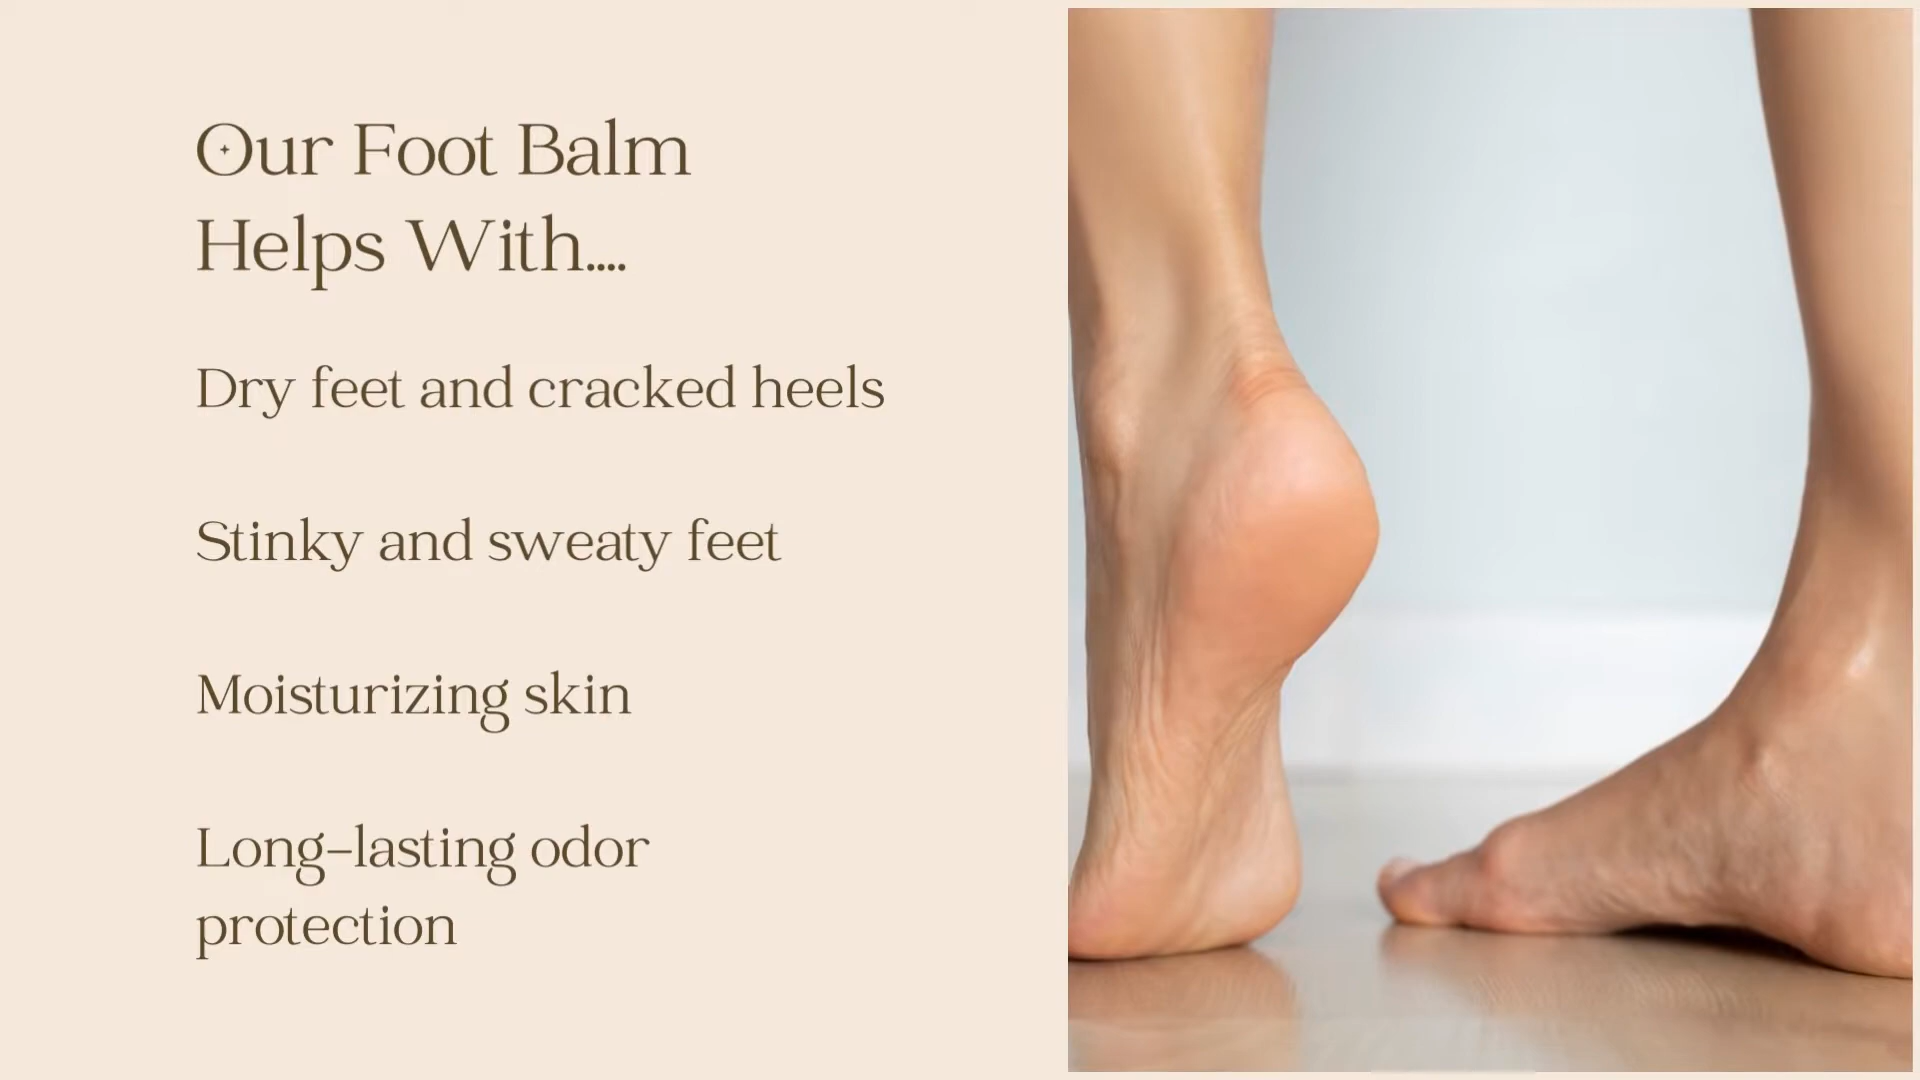 Our Foot Balm
Helps With....
Dry feet and cracked heels
Stinky and sweaty feet
Moisturizing skin
Long-lasting odor
protection